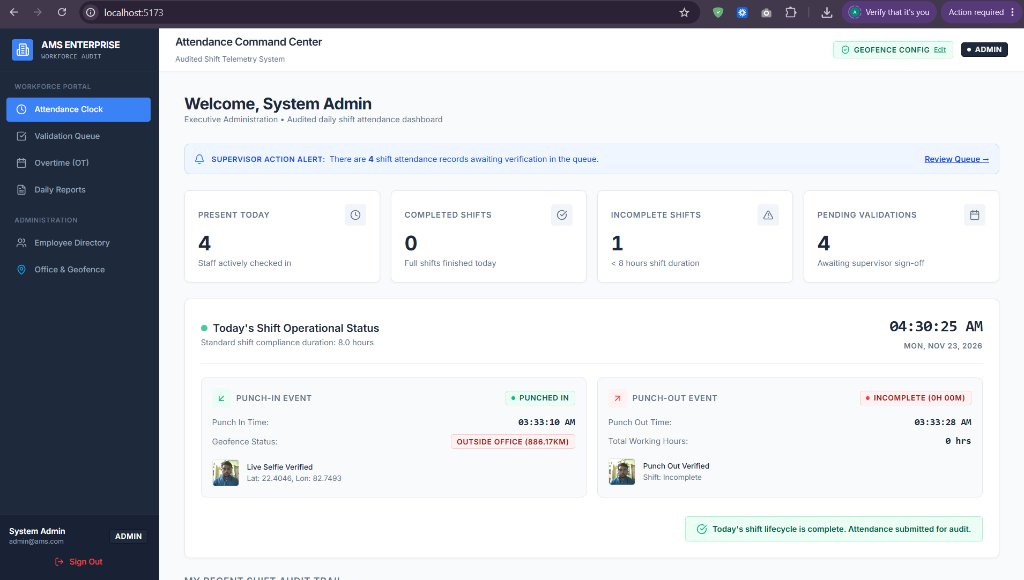 localhost:5173
Verify that it's you
Action required
AMS ENTERPRISE
WORKFORCE AUDIT
WORKFORCE PORTAL
Attendance Clock
Validation Queue
Overtime (OT)
Daily Reports
ADMINISTRATION
Employee Directory
Office & Geofence
System Admin
admin@ams.com
ADMIN
Sign Out
Attendance Command Center
Audited Shift Telemetry System
GEOFENCE CONFIG Edit
ADMIN
Welcome, System Admin
Executive Administration • Audited daily shift attendance dashboard
SUPERVISOR ACTION ALERT: There are 4 shift attendance records awaiting verification in the queue.
Review Queue →
PRESENT TODAY
4
Staff actively checked in
COMPLETED SHIFTS
0
Full shifts finished today
INCOMPLETE SHIFTS
1
< 8 hours shift duration
PENDING VALIDATIONS
4
Awaiting supervisor sign-off
Today's Shift Operational Status
Standard shift compliance duration: 8.0 hours
04:30:25 AM
MON, NOV 23, 2026
PUNCH-IN EVENT
PUNCHED IN
Punch In Time:
03:33:10 AM
Geofence Status:
OUTSIDE OFFICE (886.17KM)
Live Selfie Verified
Lat: 22.4046, Lon: 82.7493
PUNCH-OUT EVENT
INCOMPLETE (0H 00M)
Punch Out Time:
03:33:28 AM
Total Working Hours:
0 hrs
Punch Out Verified
Shift: Incomplete
Today's shift lifecycle is complete. Attendance submitted for audit.
MY RECENT SHIFT AUDIT TRAIL